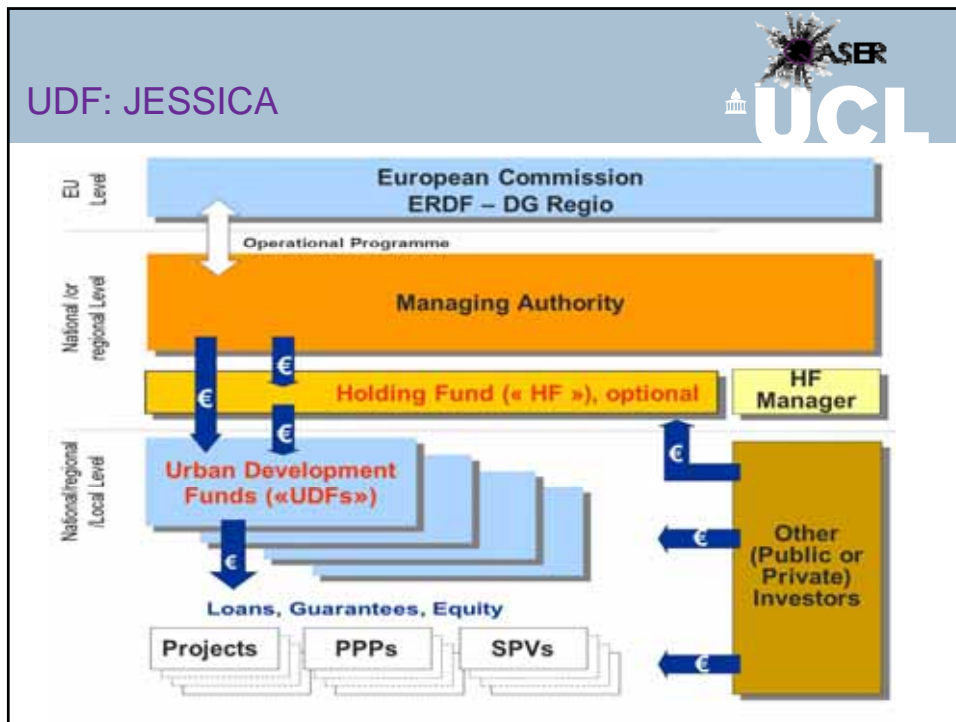 QASER
UCL
UDF: JESSICA
EU
Level
European Commission
ERDF – DG Regio
Operational Programme
National /or
regional Level
Managing Authority
€
€
Holding Fund (« HF »), optional
HF
Manager
€
€
National/regional
/Local Level
Urban Development
Funds («UDFs»)
€
€
Other
(Public or
Private)
Investors
Loans, Guarantees, Equity
Projects
PPPs
SPVs
€